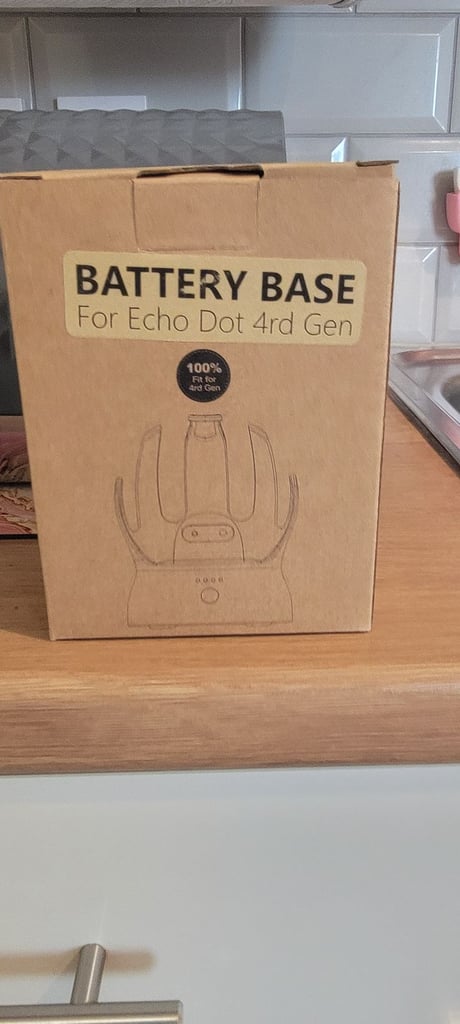 BATTERY BASE
For Echo Dot 4rd Gen
100%
Fit for
4rd Gen